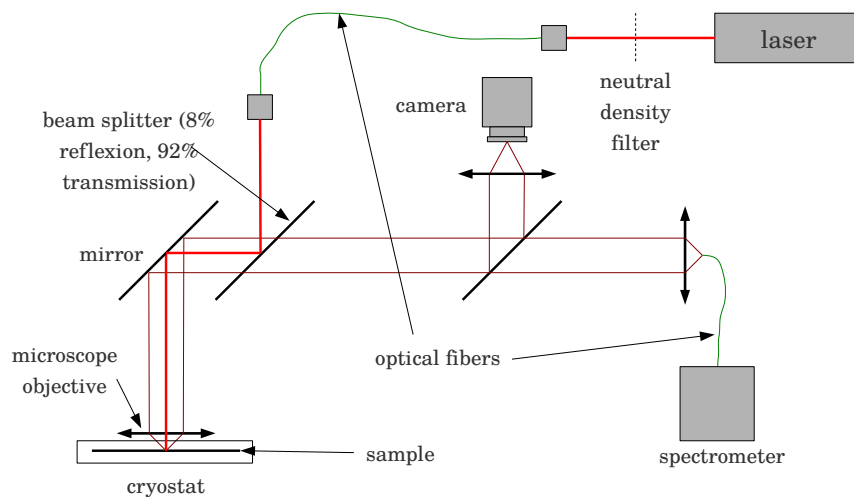 laser
neutral
density
filter
camera
beam splitter (8%
reflexion, 92%
transmission)
mirror
microscope
objective
optical fibers
sample
spectrometer
cryostat